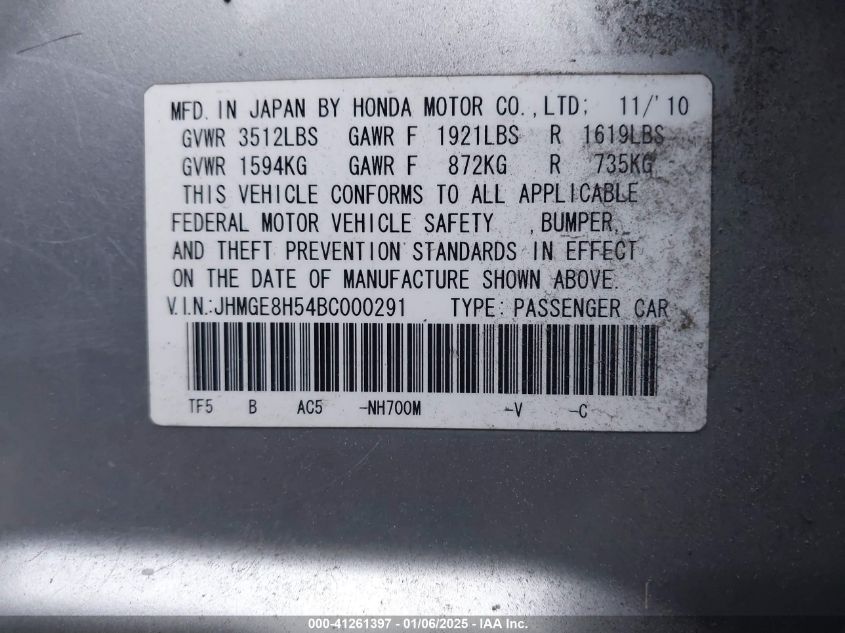 MFD. IN JAPAN BY HONDA MOTOR CO., LTD; 11/'10
GVWR 3512LBS GAWR F 1921LBS R 1619LBS
GVWR 1594KG GAWR F 872KG R 735KG
THIS VEHICLE CONFORMS TO ALL APPLICABLE
FEDERAL MOTOR VEHICLE SAFETY , BUMPER,
AND THEFT PREVENTION STANDARDS IN EFFECT
ON THE DATE OF MANUFACTURE SHOWN ABOVE.
V.I.N.:JHMGE8H54BC000291 TYPE: PASSENGER CAR
TF5 B AC5 -NH700M -V -C
000-41261397 - 01/06/2025 - IAA Inc.